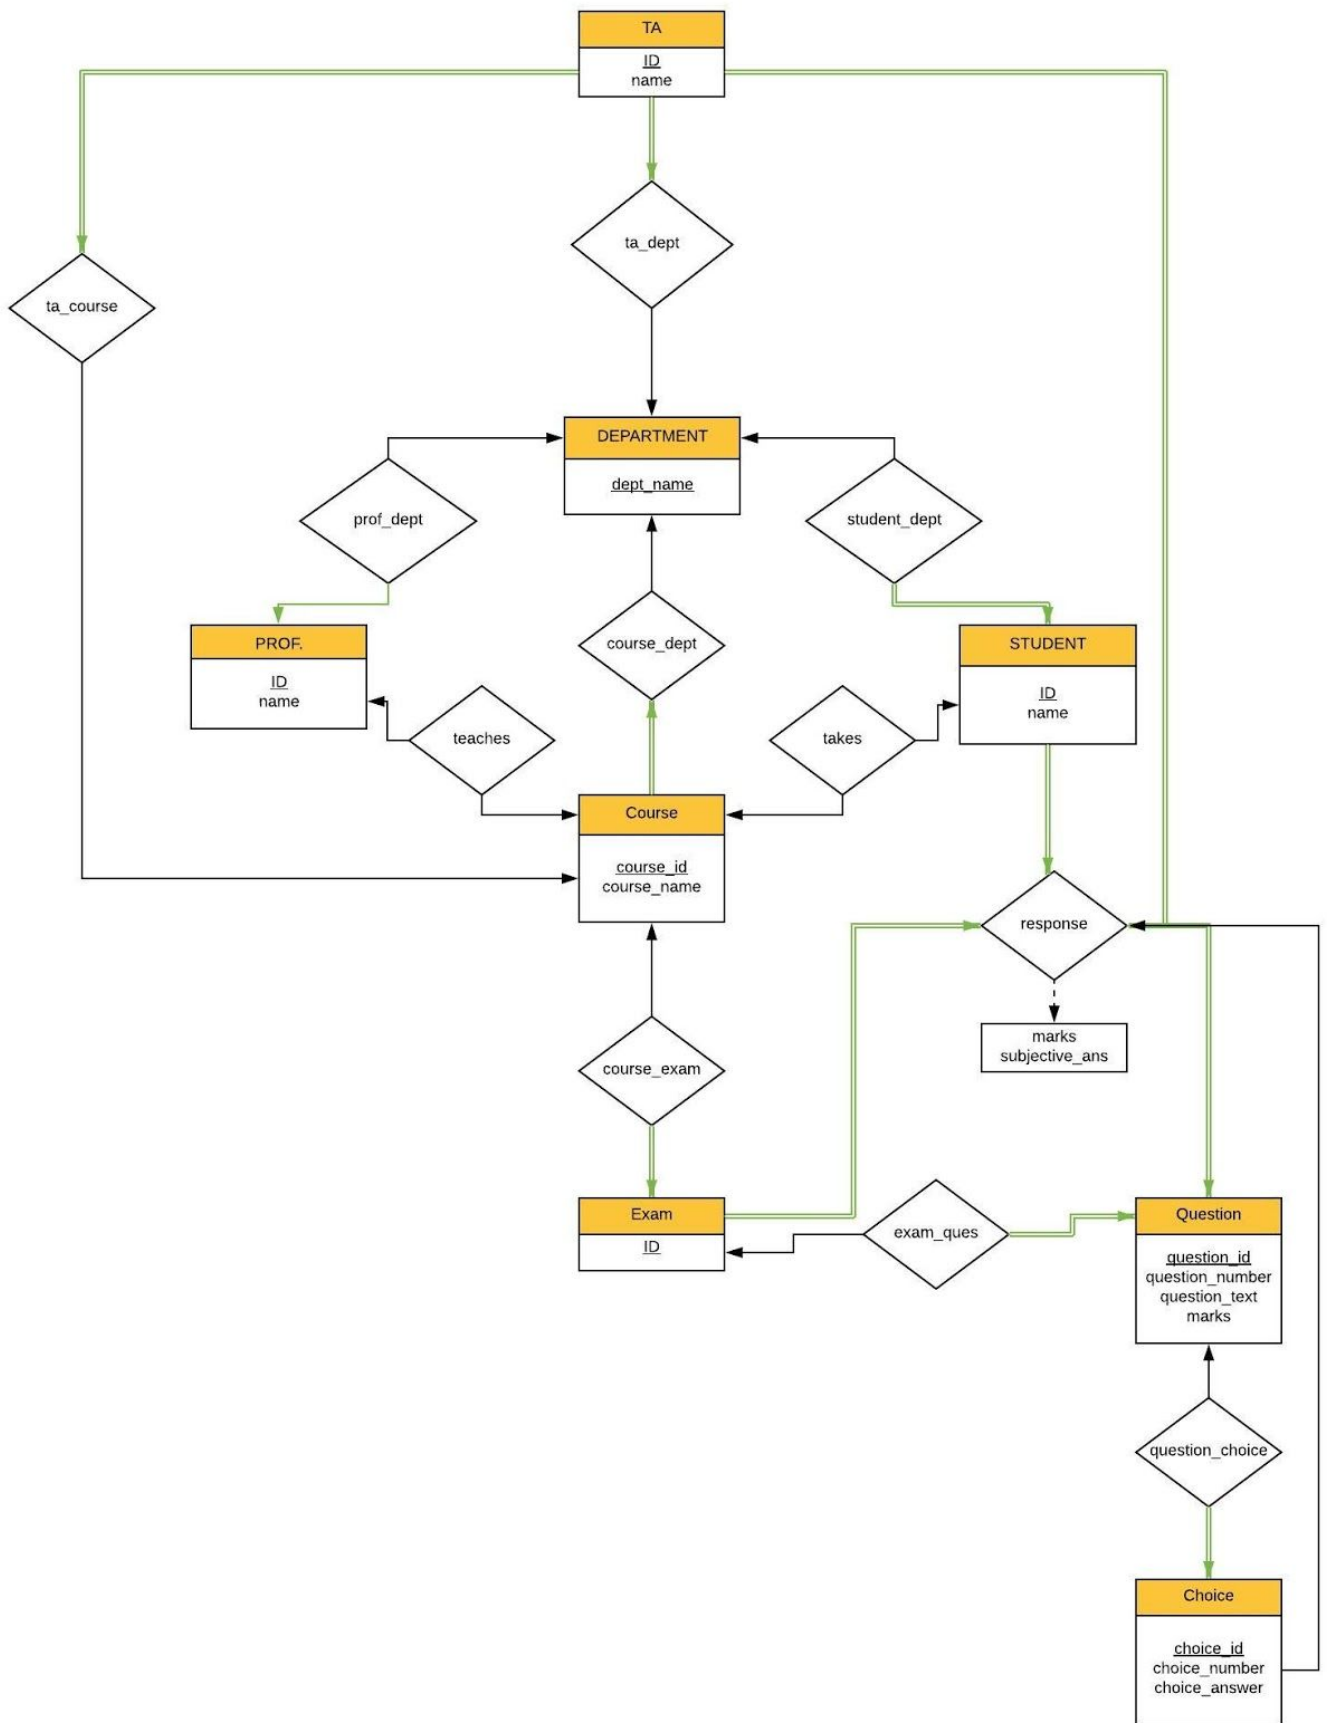 TA
ID
name
ta_dept
ta_course
DEPARTMENT
dept_name
prof_dept
student_dept
PROF.
ID
name
course_dept
STUDENT
ID
name
teaches
takes
Course
course_id
course_name
response
marks
subjective_ans
course_exam
Exam
ID
exam_ques
Question
question_id
question_number
question_text
marks
question_choice
Choice
choice_id
choice_number
choice_answer